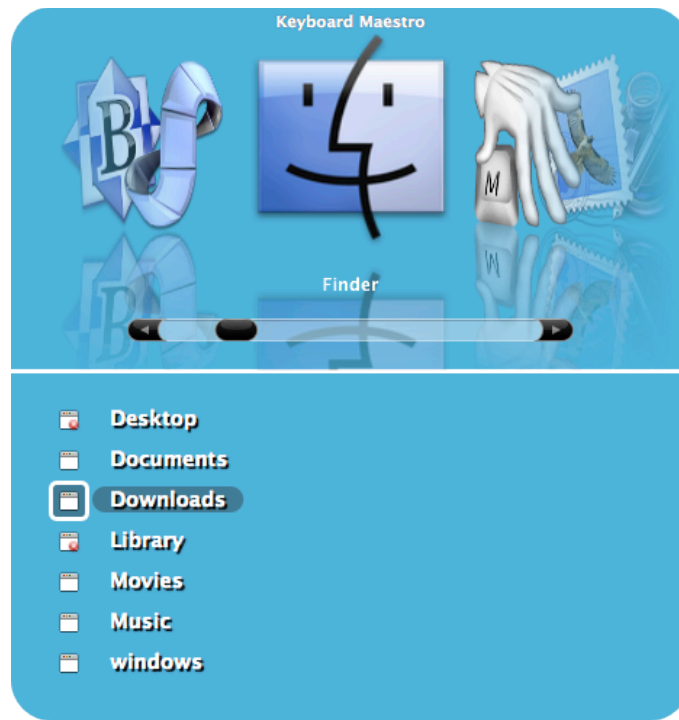 Keyboard Maestro
B
M
Finder
Desktop
Documents
Downloads
Library
Movies
Music
windows